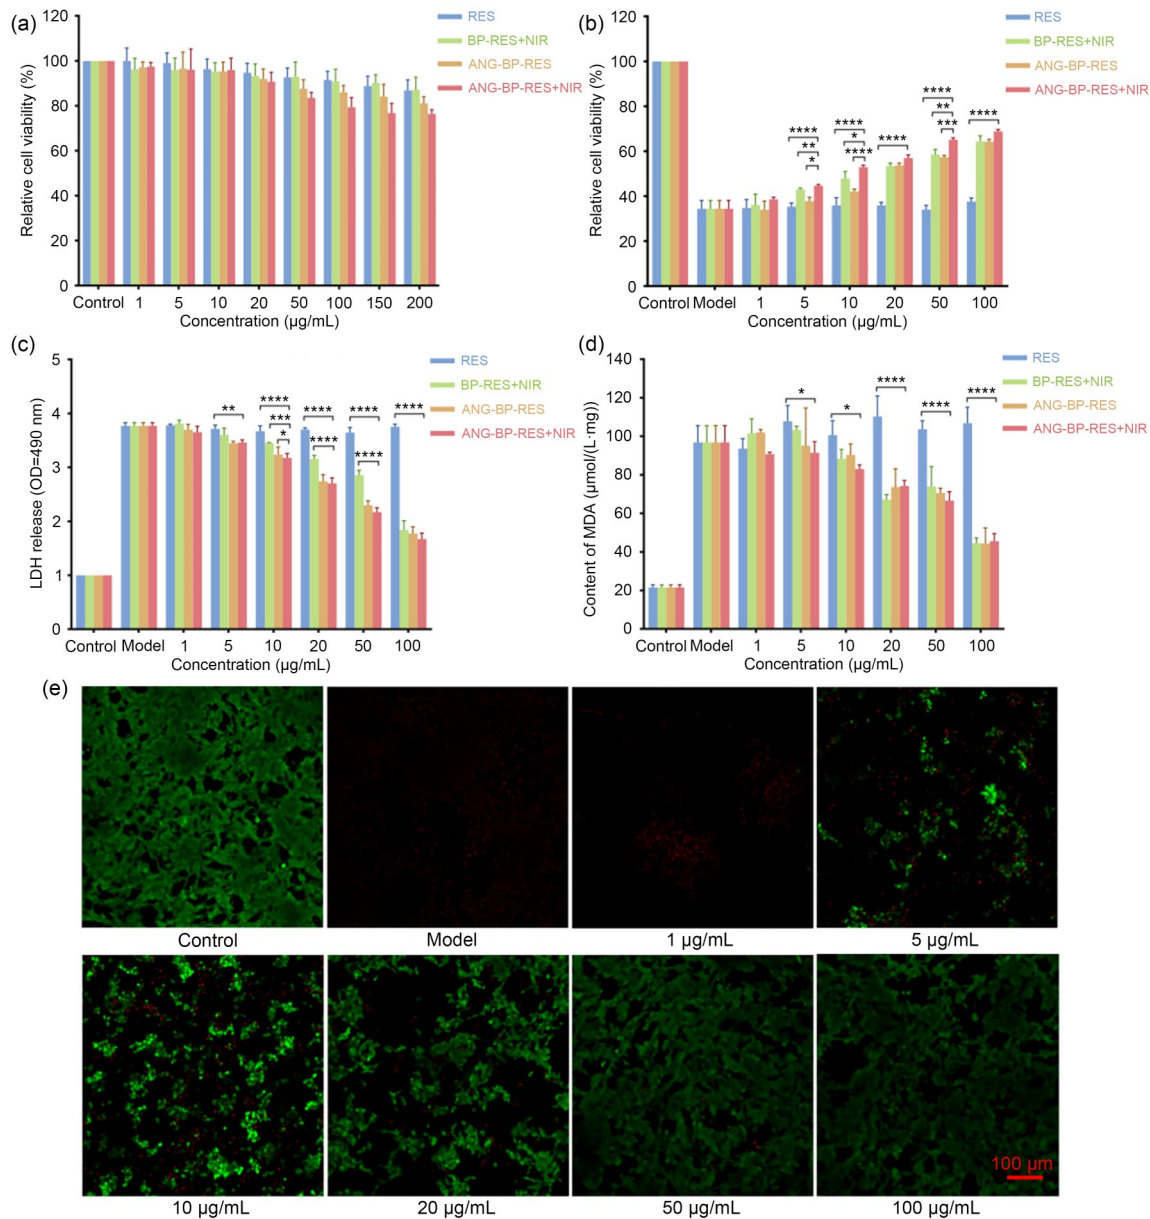 (a)
120
100
80
60
40
20
0
Relative cell viability (%)
Control 1 5 10 20 50 100 150 200
Concentration (µg/mL)
RES
BP-RES+NIR
ANG-BP-RES
ANG-BP-RES+NIR
(b)
120
100
80
60
40
20
0
Relative cell viability (%)
**** ** *
**** * ****
****
**** ** ***
****
Control Model 1 5 10 20 50 100
Concentration (µg/mL)
RES
BP-RES+NIR
ANG-BP-RES
ANG-BP-RES+NIR
(c)
5
4
3
2
1
0
LDH release (OD=490 nm)
**
**** *** *
**** ****
**** ****
****
Control Model 1 5 10 20 50 100
Concentration (µg/mL)
RES
BP-RES+NIR
ANG-BP-RES
ANG-BP-RES+NIR
(d)
140
120
100
80
60
40
20
0
Content of MDA (µmol/(L·mg))
*
*
****
****
****
Control Model 1 5 10 20 50 100
Concentration (µg/mL)
RES
BP-RES+NIR
ANG-BP-RES
ANG-BP-RES+NIR
(e)
Control Model 1 µg/mL 5 µg/mL
100 µm
10 µg/mL 20 µg/mL 50 µg/mL 100 µg/mL